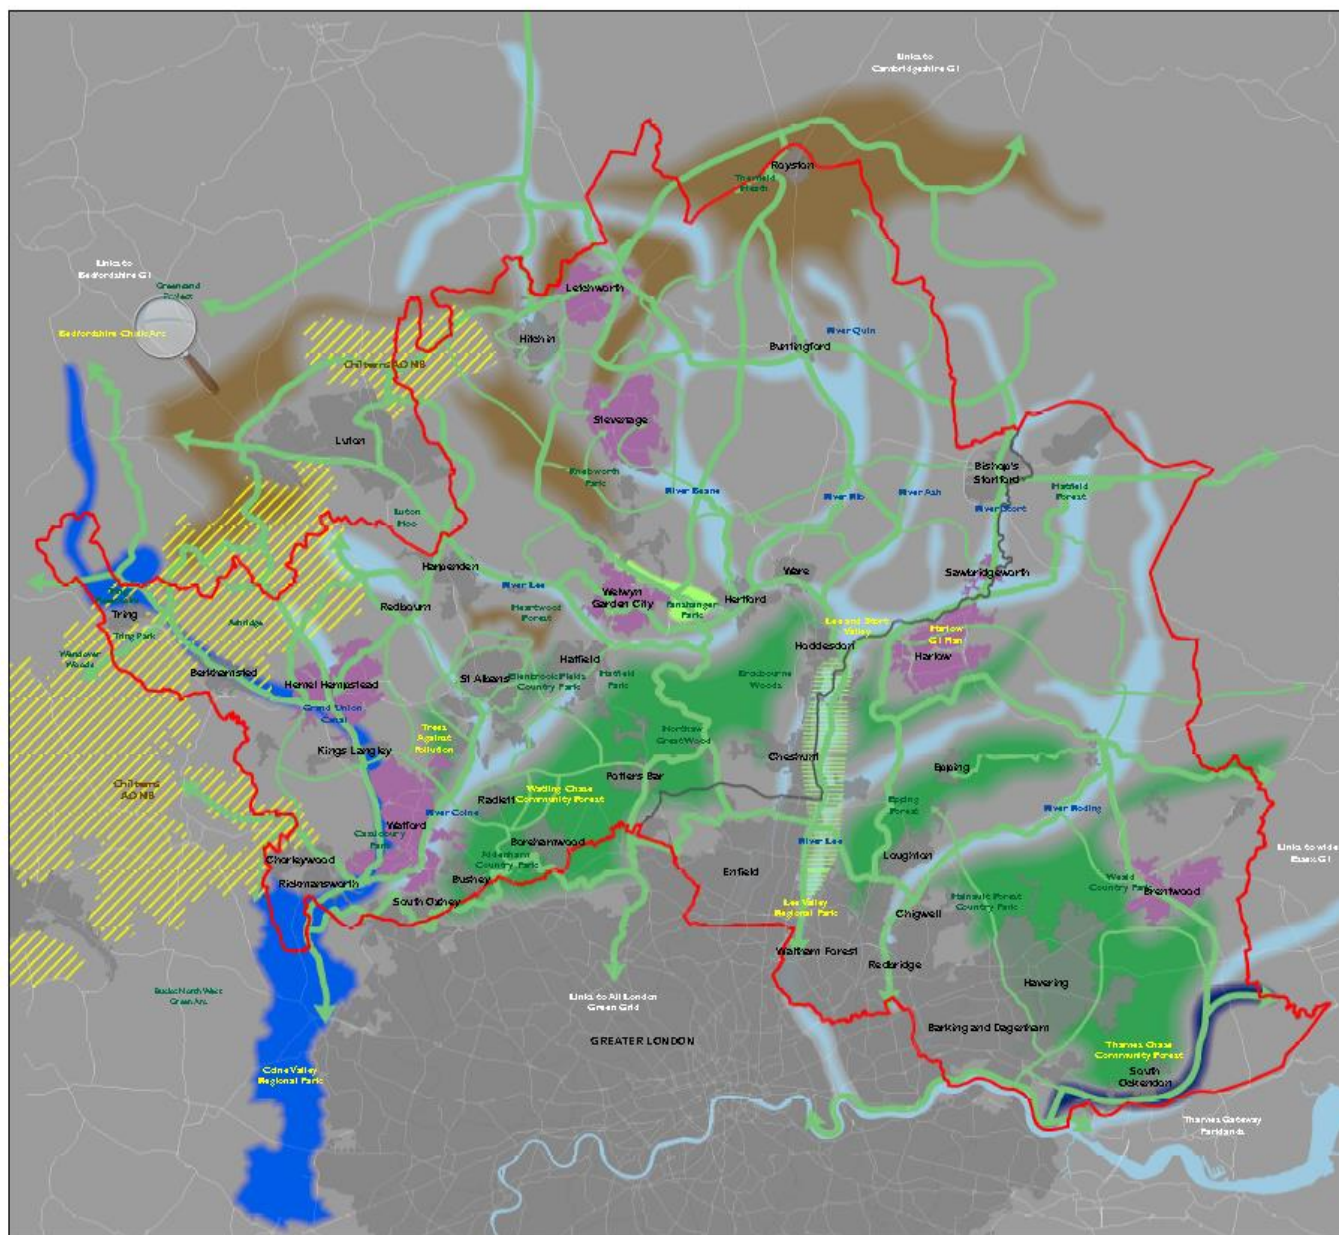 Links to
Cambridgeshire GI
Royston
Therfield
Heath
Links to
Bedfordshire GI
Greensand
Project
Letchworth
Bedfordshire Chalk Arc
River Quin
Hitchin
Buntingford
Chilterns AONB
Stevenage
Luton
Bishop's
Stortford
Knebworth
Park
River Beane
River Rib
River Ash
Hatfield
Forest
River Stort
Luton
Hoo
Harpenden
Ware
Sawbridgeworth
River Lee
Welwyn
Garden City
Hertford
Tring
Redbourn
Heartwood
Forest
Panshanger
Park
Ashridge
Lee and Stort
Valley
Harlow
GI Plan
Tring Park
Hoddesdon
Harlow
Wendover
Woods
Hatfield
Berkhamsted
Hemel Hempstead
St Albans
Country Park
Hatfield
Park
Broxbourne
Woods
Grand Union
Canal
Trees
Against
Pollution
Northaw
Great Wood
Kings Langley
Cheshunt
Epping
Potters Bar
Chilterns
AONB
Radlett
Watling Chase
Community Forest
Epping
Forest
River Roding
River Colne
Watford
Cassiobury
Park
Borehamwood
River Lee
Links to wider
Essex GI
Chorleywood
Aldenham
Country Park
Loughton
Enfield
Weald
Country Park
Rickmansworth
Bushey
Brentwood
Hainault Forest
Country Park
South Oxhey
Lee Valley
Regional Park
Chigwell
Waltham Forest
Redbridge
Havering
Bucks North West
Green Arc
Links to All London
Green Grid
Barking and Dagenham
GREATER LONDON
Thames Chase
Community Forest
Colne Valley
Regional Park
South
Ockendon
Thames Gateway
Parklands